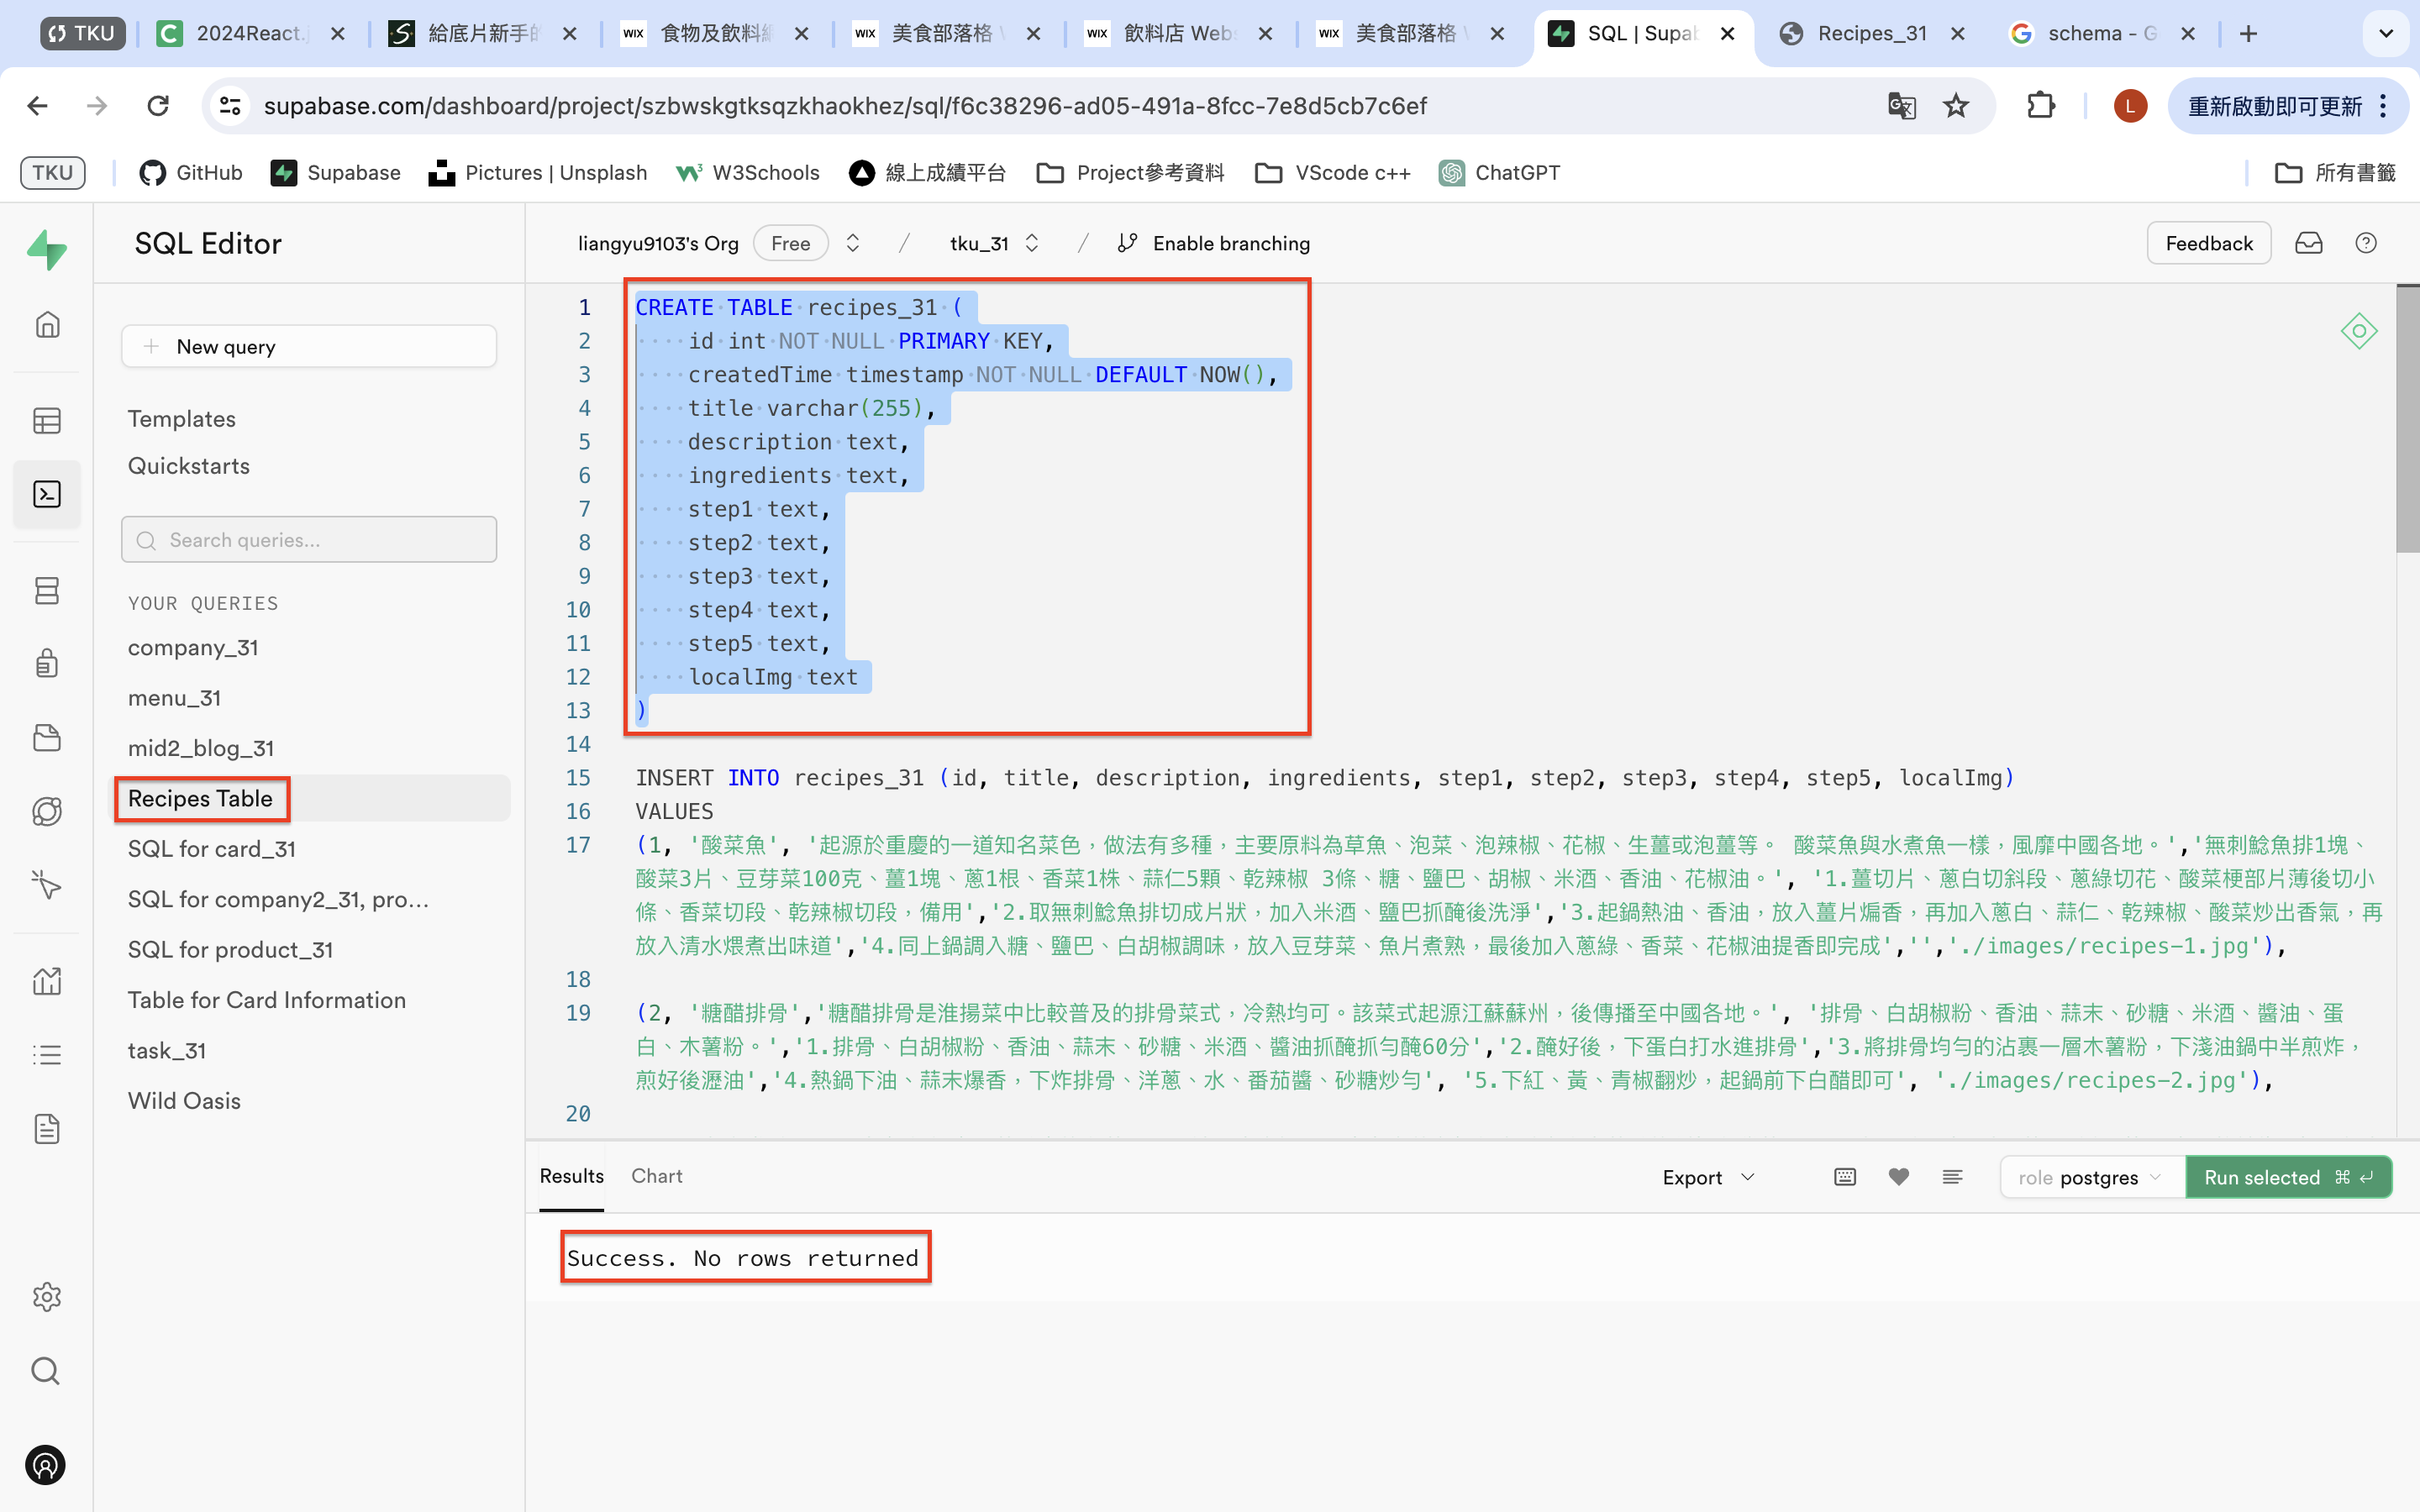 TKU
2024React.j
給底片新手的
WIX 食物及飲料網
WIX 美食部落格 W
WIX 飲料店 Webs
WIX 美食部落格 W
SQL | Supab
Recipes_31
schema - G
supabase.com/dashboard/project/szbwskgtksqzkhaokhez/sql/f6c38296-ad05-491a-8fcc-7e8d5cb7c6ef
L
重新啟動即可更新
TKU
GitHub
Supabase
Pictures | Unsplash
W3Schools
線上成績平台
Project參考資料
VScode c++
ChatGPT
所有書籤
SQL Editor
liangyu9103's Org Free / tku_31 / Enable branching
Feedback
New query
Templates
Quickstarts
Search queries...
YOUR QUERIES
company_31
menu_31
mid2_blog_31
Recipes Table
SQL for card_31
SQL for company2_31, pro...
SQL for product_31
Table for Card Information
task_31
Wild Oasis
1 CREATE TABLE recipes_31 (
2 id int NOT NULL PRIMARY KEY,
3 createdTime timestamp NOT NULL DEFAULT NOW(),
4 title varchar(255),
5 description text,
6 ingredients text,
7 step1 text,
8 step2 text,
9 step3 text,
10 step4 text,
11 step5 text,
12 localImg text
13 )
14
15 INSERT INTO recipes_31 (id, title, description, ingredients, step1, step2, step3, step4, step5, localImg)
16 VALUES
17 (1, '酸菜魚', '起源於重慶的一道知名菜色，做法有多種，主要原料為草魚、泡菜、泡辣椒、花椒、生薑或泡薑等。 酸菜魚與水煮魚一樣，風靡中國各地。','無刺鯰魚排1塊、
酸菜3片、豆芽菜100克、薑1塊、蔥1根、香菜1株、蒜仁5顆、乾辣椒 3條、糖、鹽巴、胡椒、米酒、香油、花椒油。', '1.薑切片、蔥白切斜段、蔥綠切花、酸菜梗部片薄後切小
條、香菜切段、乾辣椒切段，備用','2.取無刺鯰魚排切成片狀，加入米酒、鹽巴抓醃後洗淨','3.起鍋熱油、香油，放入薑片煸香，再加入蔥白、蒜仁、乾辣椒、酸菜炒出香氣，再
放入清水煨煮出味道','4.同上鍋調入糖、鹽巴、白胡椒調味，放入豆芽菜、魚片煮熟，最後加入蔥綠、香菜、花椒油提香即完成','','./images/recipes-1.jpg'),
18
19 (2, '糖醋排骨','糖醋排骨是淮揚菜中比較普及的排骨菜式，冷熱均可。該菜式起源江蘇蘇州，後傳播至中國各地。', '排骨、白胡椒粉、香油、蒜末、砂糖、米酒、醬油、蛋
白、木薯粉。','1.排骨、白胡椒粉、香油、蒜末、砂糖、米酒、醬油抓醃抓勻醃60分','2.醃好後，下蛋白打水進排骨','3.將排骨均勻的沾裹一層木薯粉，下淺油鍋中半煎炸，
煎好後瀝油','4.熱鍋下油、蒜末爆香，下炸排骨、洋蔥、水、番茄醬、砂糖炒勻', '5.下紅、黃、青椒翻炒，起鍋前下白醋即可', './images/recipes-2.jpg'),
20
Results
Chart
Export
role postgres
Run selected ⌘ ↵
Success. No rows returned